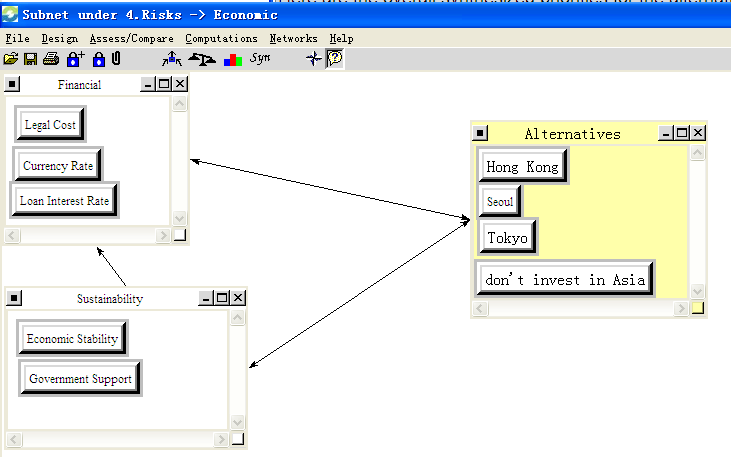 Subnet under 4.Risks -> Economic
File Design Assess/Compare Computations Networks Help
Syn
Financial
Legal Cost
Currency Rate
Loan Interest Rate
Alternatives
Hong Kong
Seoul
Tokyo
don't invest in Asia
Sustainability
Economic Stability
Government Support